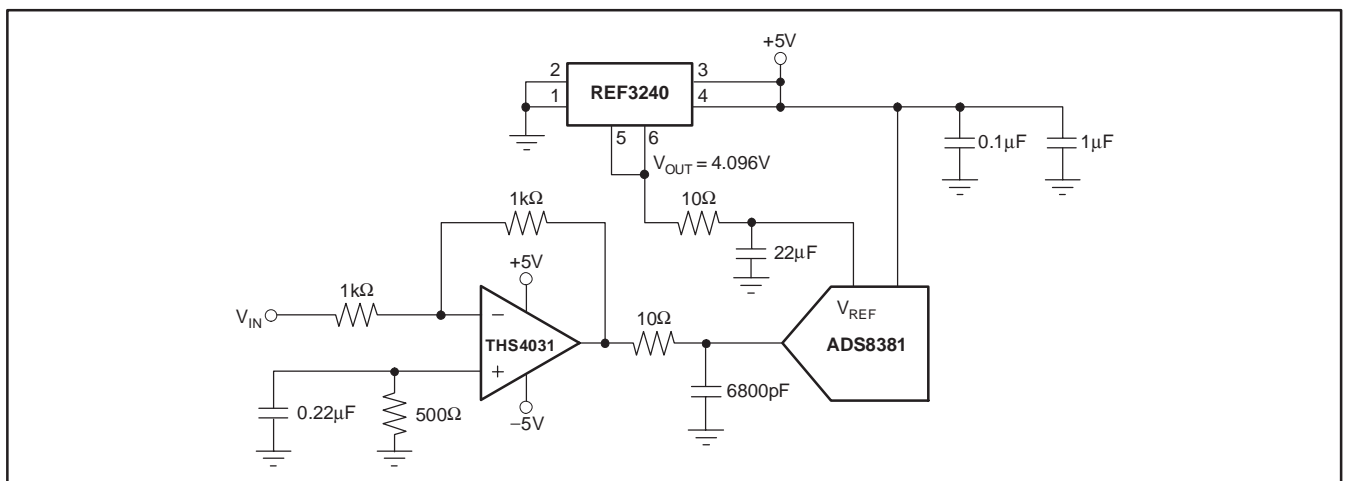 +5V
2
3
REF3240
1
4
5
6
0.1µF
1µF
V_OUT = 4.096V
1kΩ
10Ω
22µF
+5V
1kΩ
V_IN
−
10Ω
V_REF
THS4031
ADS8381
+
6800pF
0.22µF
500Ω
−5V